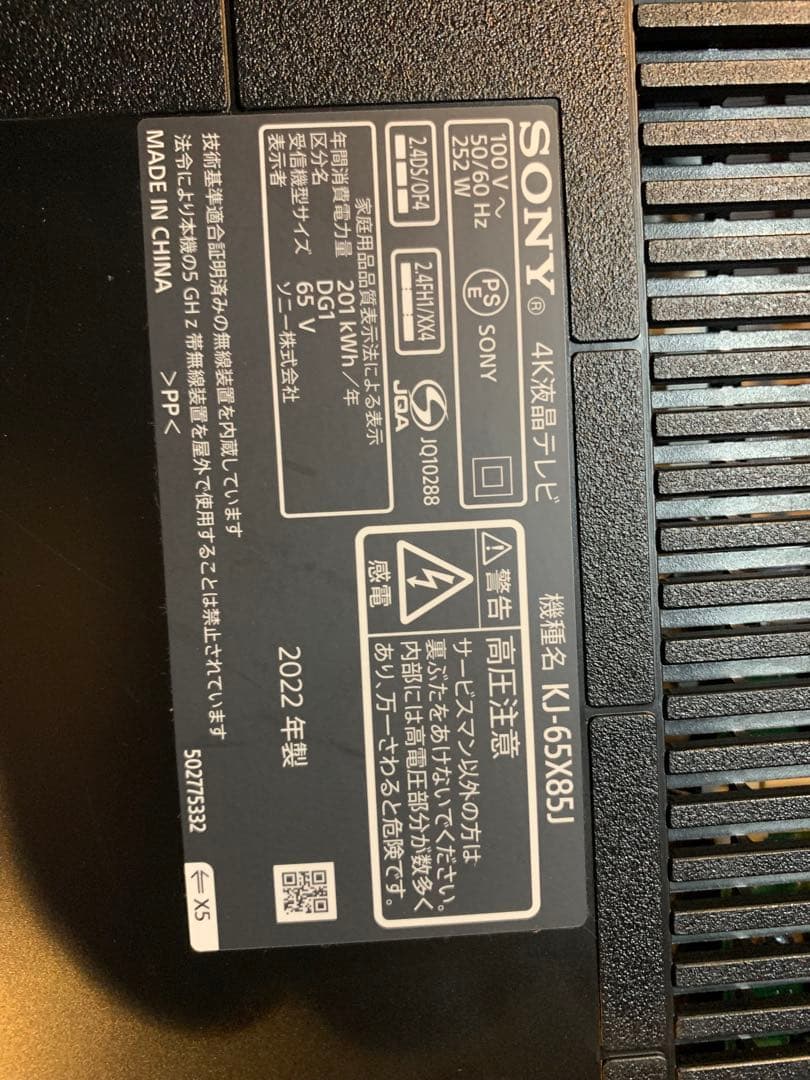 SONY® 4K液晶テレビ 機種名 KJ-65X85J
100 V ～
50/60 Hz
252 W
PS
E
SONY
2.4DS/OF4
2.4FH1/XX4
JQA
JQ10288
家庭用品品質表示法による表示
年間消費電力量 201 kWh／年
区分名 DG1
受信機型サイズ 65 V
表示者 ソニー株式会社
警告
感電
高圧注意
サービスマン以外の方は
裏ぶたをあけないでください。
内部には高電圧部分が数多く
あり、万一さわると危険です。
2022 年製
技術基準適合証明済みの無線装置を内蔵しています
法令により本機の5 GHz 帯無線装置を屋外で使用することは禁止されています
MADE IN CHINA
>PP<
502775332
⇐ X5